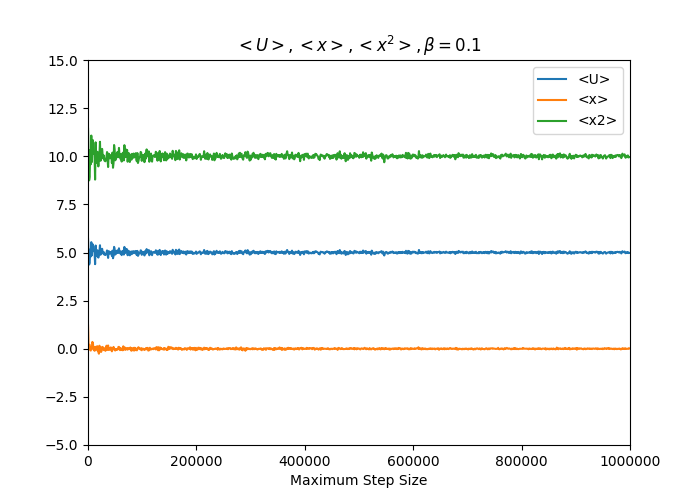 < U > , < x > , < x² > , β = 0.1
15.0
12.5
10.0
7.5
5.0
2.5
0.0
−2.5
−5.0
<U>
<x>
<x2>
0 200000 400000 600000 800000 1000000
Maximum Step Size